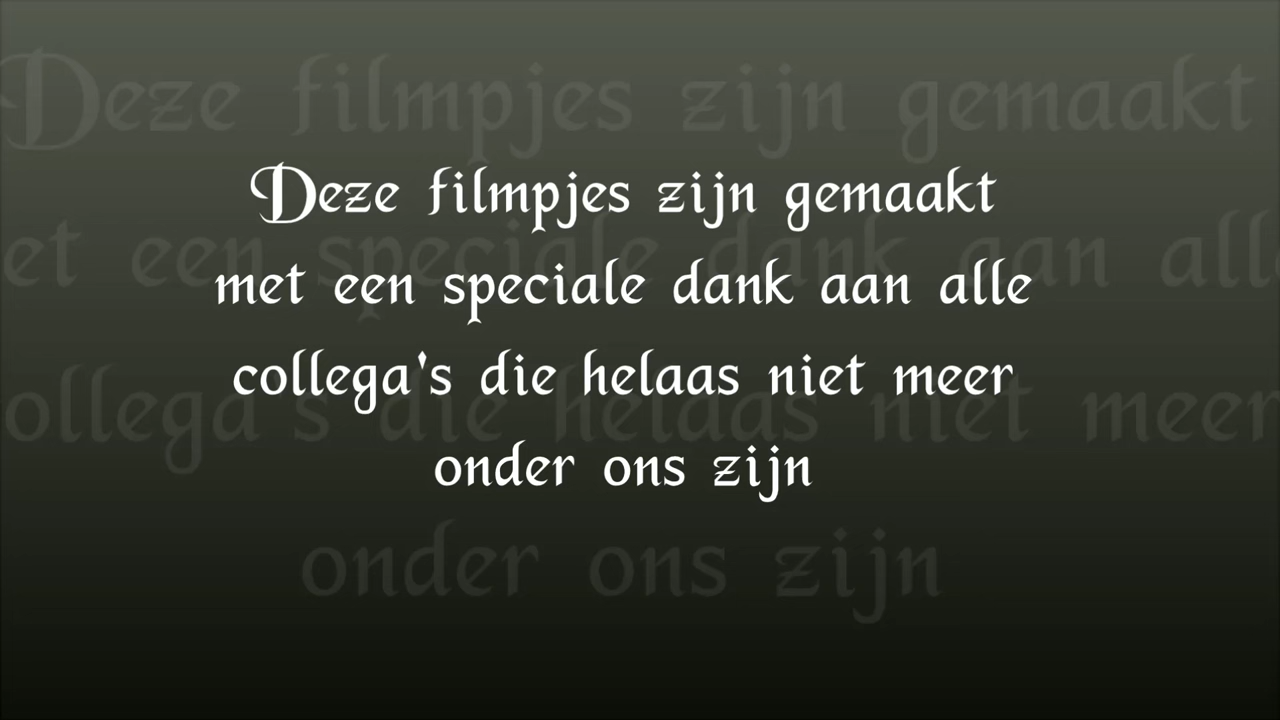 Deze filmpjes zijn gemaakt
met een speciale dank aan alle
collega's die helaas niet meer
onder ons zijn